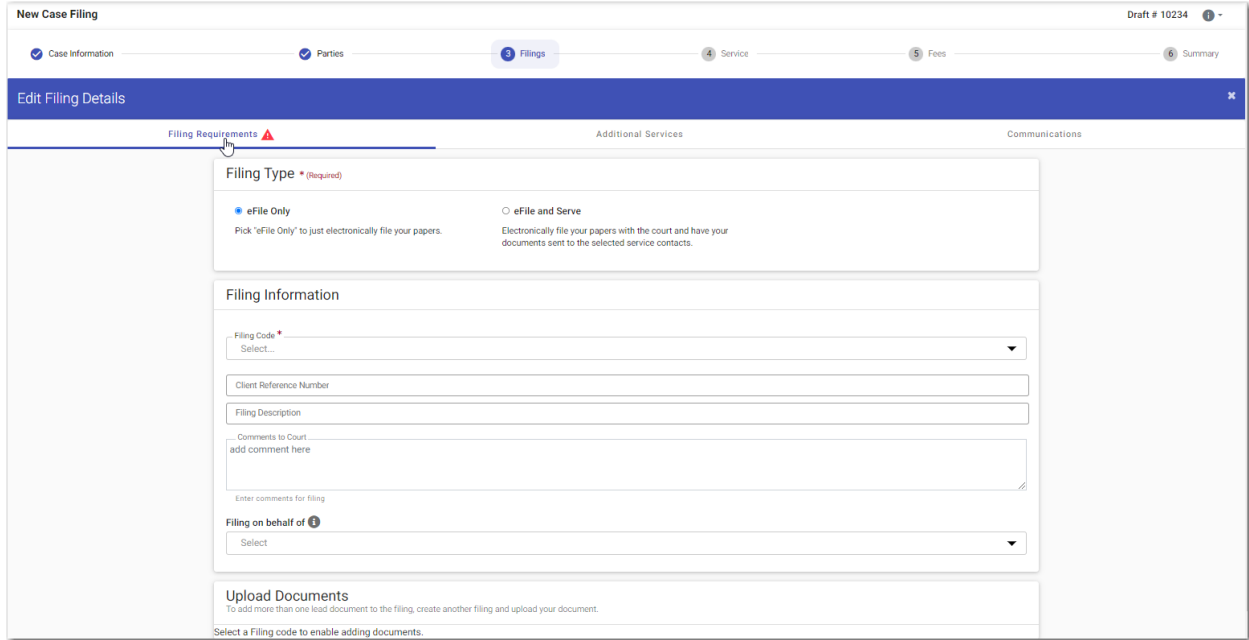 New Case Filing
Draft # 10234
Case Information
Parties
3 Filings
4 Service
5 Fees
6 Summary
Edit Filing Details
Filing Requirements
Additional Services
Communications
Filing Type * (Required)
eFile Only
Pick "eFile Only" to just electronically file your papers.
eFile and Serve
Electronically file your papers with the court and have your
documents sent to the selected service contacts.
Filing Information
Filing Code *
Select...
Client Reference Number
Filing Description
Comments to Court
add comment here
Enter comments for filing
Filing on behalf of
Select
Upload Documents
To add more than one lead document to the filing, create another filing and upload your document.
Select a Filing code to enable adding documents.